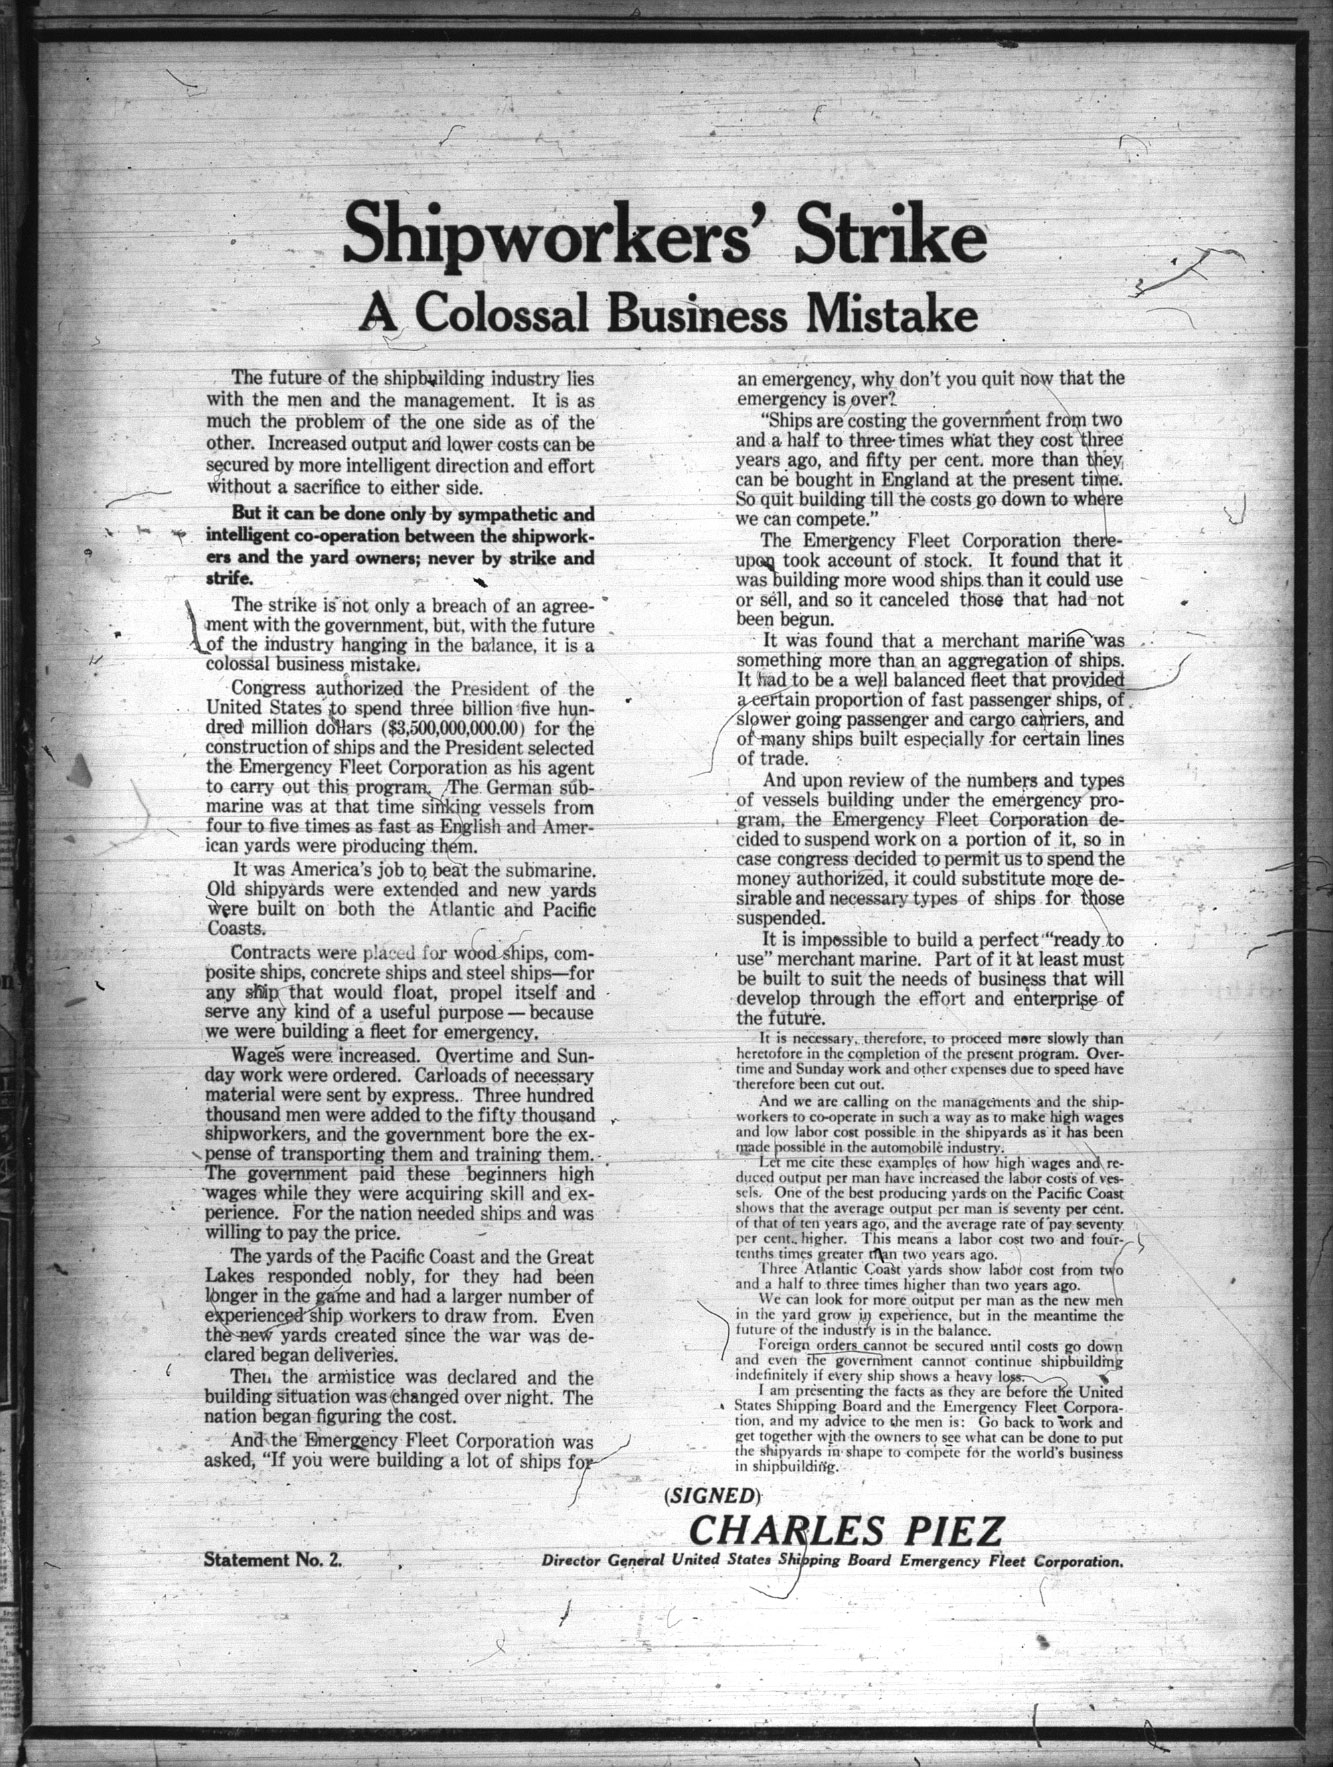 Shipworkers' Strike
A Colossal Business Mistake
The future of the shipbuilding industry lies
with the men and the management. It is as
much the problem of the one side as of the
other. Increased output and lower costs can be
secured by more intelligent direction and effort
without a sacrifice to either side.
But it can be done only by sympathetic and
intelligent co-operation between the shipwork-
ers and the yard owners; never by strike and
strife.
The strike is not only a breach of an agree-
ment with the government, but, with the future
of the industry hanging in the balance, it is a
colossal business mistake.
Congress authorized the President of the
United States to spend three billion five hun-
dred million dollars ($3,500,000,000.00) for the
construction of ships and the President selected
the Emergency Fleet Corporation as his agent
to carry out this program. The German sub-
marine was at that time sinking vessels from
four to five times as fast as English and Amer-
ican yards were producing them.
It was America's job to beat the submarine.
Old shipyards were extended and new yards
were built on both the Atlantic and Pacific
Coasts.
Contracts were placed for wood ships, com-
posite ships, concrete ships and steel ships—for
any ship that would float, propel itself and
serve any kind of a useful purpose — because
we were building a fleet for emergency.
Wages were increased. Overtime and Sun-
day work were ordered. Carloads of necessary
material were sent by express. Three hundred
thousand men were added to the fifty thousand
shipworkers, and the government bore the ex-
pense of transporting them and training them.
The government paid these beginners high
wages while they were acquiring skill and ex-
perience. For the nation needed ships and was
willing to pay the price.
The yards of the Pacific Coast and the Great
Lakes responded nobly, for they had been
longer in the game and had a larger number of
experienced ship workers to draw from. Even
the new yards created since the war was de-
clared began deliveries.
Then the armistice was declared and the
building situation was changed over night. The
nation began figuring the cost.
And the Emergency Fleet Corporation was
asked, "If you were building a lot of ships for
an emergency, why don't you quit now that the
emergency is over?
"Ships are costing the government from two
and a half to three times what they cost three
years ago, and fifty per cent. more than they
can be bought in England at the present time.
So quit building till the costs go down to where
we can compete."
The Emergency Fleet Corporation there-
upon took account of stock. It found that it
was building more wood ships than it could use
or sell, and so it canceled those that had not
been begun.
It was found that a merchant marine was
something more than an aggregation of ships.
It had to be a well balanced fleet that provided
a certain proportion of fast passenger ships, of
slower going passenger and cargo carriers, and
of many ships built especially for certain lines
of trade.
And upon review of the numbers and types
of vessels building under the emergency pro-
gram, the Emergency Fleet Corporation de-
cided to suspend work on a portion of it, so in
case congress decided to permit us to spend the
money authorized, it could substitute more de-
sirable and necessary types of ships for those
suspended.
It is impossible to build a perfect "ready to
use" merchant marine. Part of it at least must
be built to suit the needs of business that will
develop through the effort and enterprise of
the future.
It is necessary, therefore, to proceed more slowly than
heretofore in the completion of the present program. Over-
time and Sunday work and other expenses due to speed have
therefore been cut out.
And we are calling on the managements and the ship-
workers to co-operate in such a way as to make high wages
and low labor cost possible in the shipyards as it has been
made possible in the automobile industry.
Let me cite these examples of how high wages and re-
duced output per man have increased the labor costs of ves-
sels. One of the best producing yards on the Pacific Coast
shows that the average output per man is seventy per cent.
of that of ten years ago, and the average rate of pay seventy
per cent. higher. This means a labor cost two and four-
tenths times greater than two years ago.
Three Atlantic Coast yards show labor cost from two
and a half to three times higher than two years ago.
We can look for more output per man as the new men
in the yard grow in experience, but in the meantime the
future of the industry is in the balance.
Foreign orders cannot be secured until costs go down
and even the government cannot continue shipbuilding
indefinitely if every ship shows a heavy loss.
I am presenting the facts as they are before the United
States Shipping Board and the Emergency Fleet Corpora-
tion, and my advice to the men is: Go back to work and
get together with the owners to see what can be done to put
the shipyards in shape to compete for the world's business
in shipbuilding.
(SIGNED)
CHARLES PIEZ
Statement No. 2. Director General United States Shipping Board Emergency Fleet Corporation.